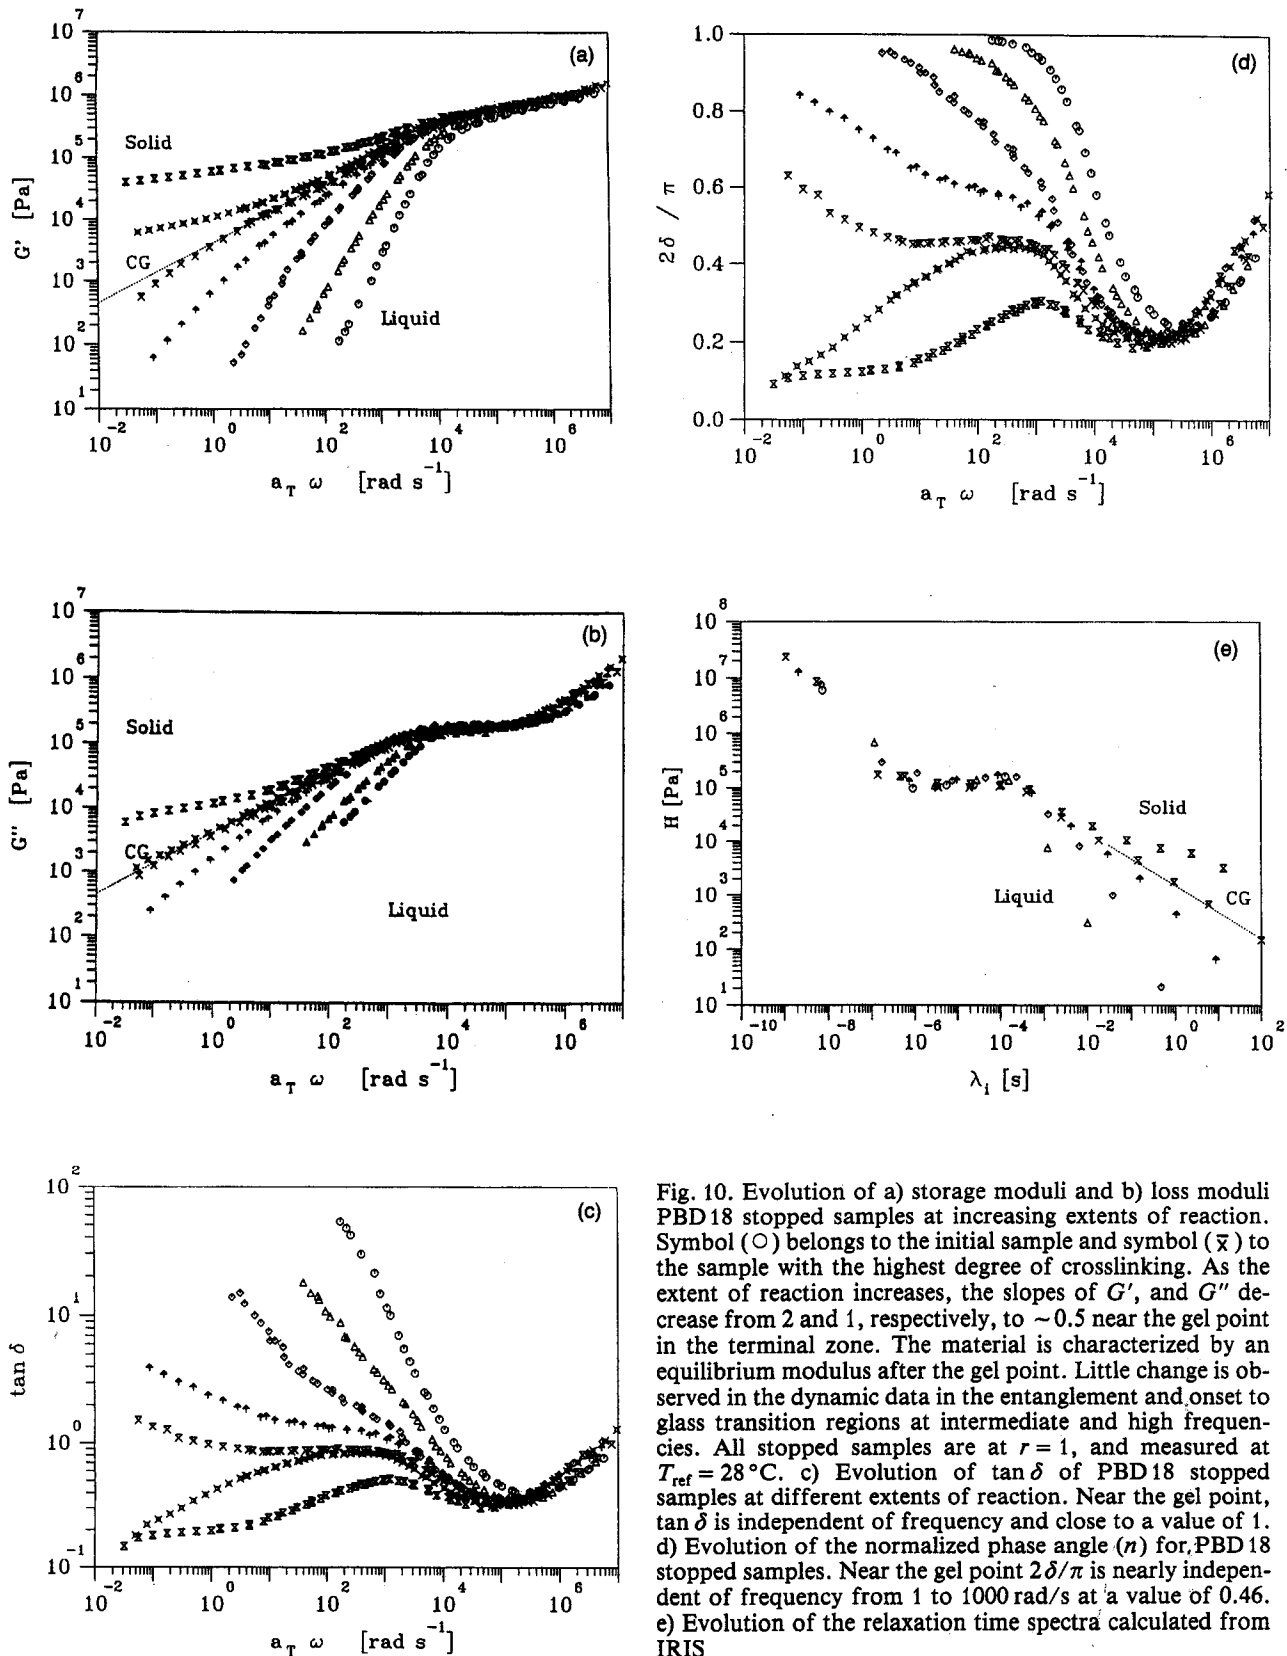 (a)
10^7
10^6
10^5
10^4
10^3
10^2
10^1
G' [Pa]
Solid
CG
Liquid
10^-2 10^0 10^2 10^4 10^6
a_T ω [rad s^-1]
(d)
1.0
0.8
0.6
0.4
0.2
0.0
2δ/π
10^-2 10^0 10^2 10^4 10^6
a_T ω [rad s^-1]
(b)
10^7
10^6
10^5
10^4
10^3
10^2
10^1
G'' [Pa]
Solid
CG
Liquid
10^-2 10^0 10^2 10^4 10^6
a_T ω [rad s^-1]
(e)
10^8
10^7
10^6
10^5
10^4
10^3
10^2
10^1
H [Pa]
Solid
Liquid
CG
10^-10 10^-8 10^-6 10^-4 10^-2 10^0 10^2
λ_i [s]
(c)
10^2
10^1
10^0
10^-1
tan δ
10^-2 10^0 10^2 10^4 10^6
a_T ω [rad s^-1]
Fig. 10. Evolution of a) storage moduli and b) loss moduli
PBD 18 stopped samples at increasing extents of reaction.
Symbol (○) belongs to the initial sample and symbol (x̄) to
the sample with the highest degree of crosslinking. As the
extent of reaction increases, the slopes of G', and G'' de-
crease from 2 and 1, respectively, to ~0.5 near the gel point
in the terminal zone. The material is characterized by an
equilibrium modulus after the gel point. Little change is ob-
served in the dynamic data in the entanglement and onset to
glass transition regions at intermediate and high frequen-
cies. All stopped samples are at r = 1, and measured at
T_ref = 28 °C. c) Evolution of tan δ of PBD 18 stopped
samples at different extents of reaction. Near the gel point,
tan δ is independent of frequency and close to a value of 1.
d) Evolution of the normalized phase angle (n) for PBD 18
stopped samples. Near the gel point 2δ/π is nearly indepen-
dent of frequency from 1 to 1000 rad/s at a value of 0.46.
e) Evolution of the relaxation time spectra calculated from
IRIS